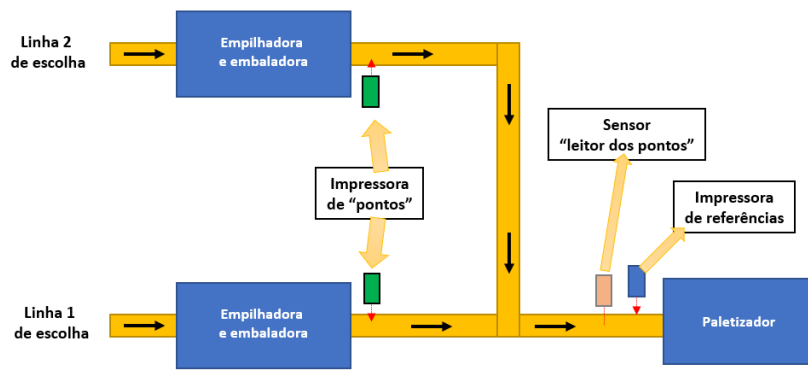 Linha 2
de escolha
Empilhadora
e embaladora
Sensor
“leitor dos pontos”
Impressora
de “pontos”
Impressora
de referências
Linha 1
de escolha
Empilhadora
e embaladora
Paletizador